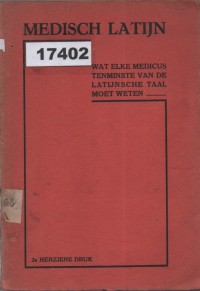 MEDISCH LATIJN
17402
WAT ELKE MEDICUS
TENMINSTE VAN DE
LATIJNSCHE TAAL
MOET WETEN
2e HERZIENE DRUK